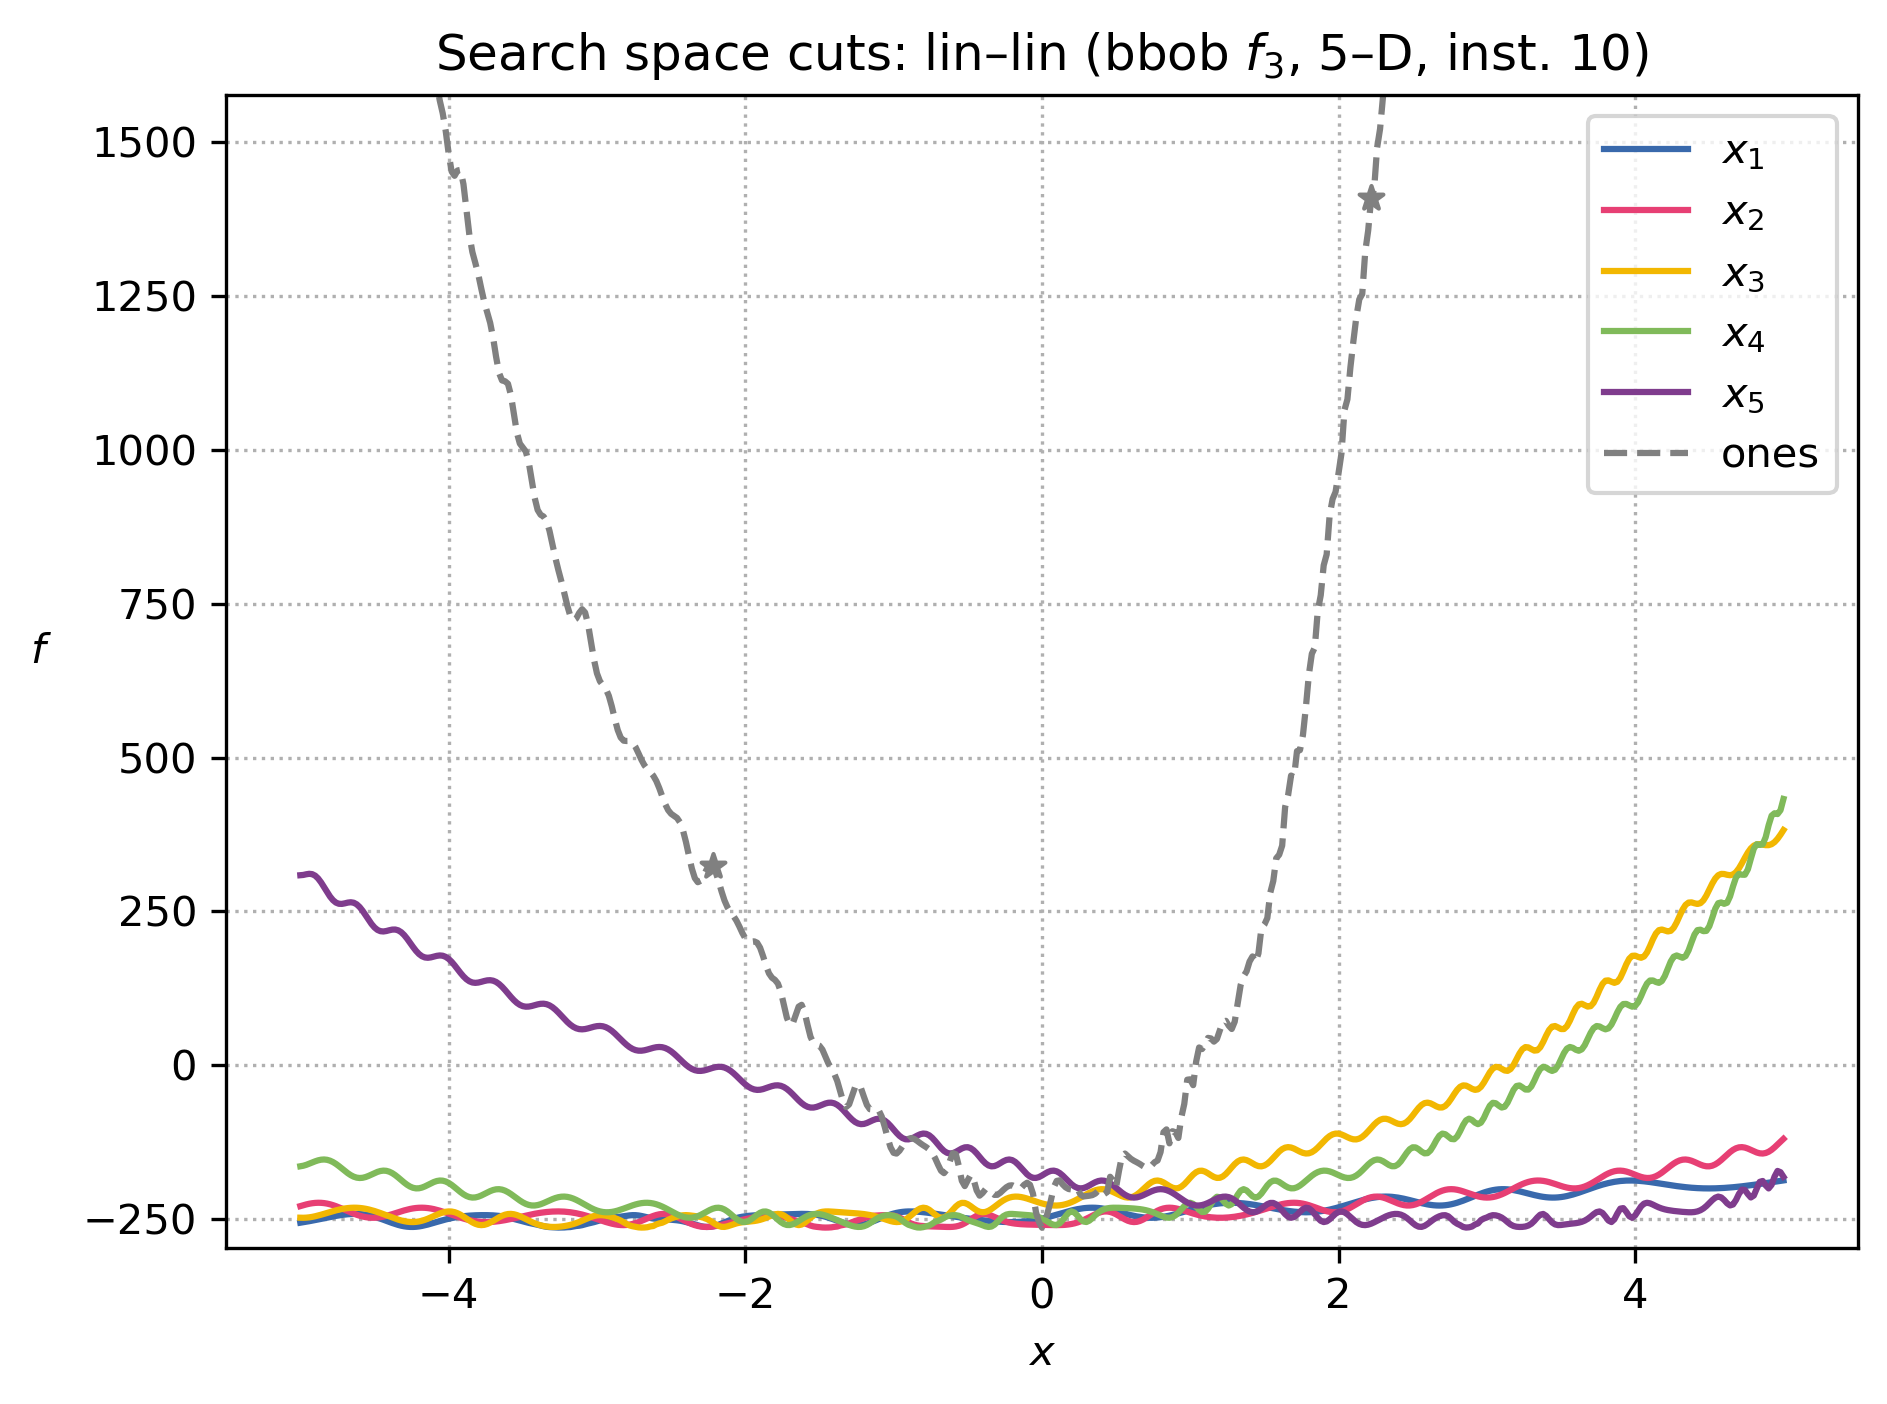 Search space cuts: lin–lin (bbob f₃, 5–D, inst. 10)
1500
1250
1000
750
500
250
0
−250
f
−4
−2
0
2
4
x
x₁
x₂
x₃
x₄
x₅
ones